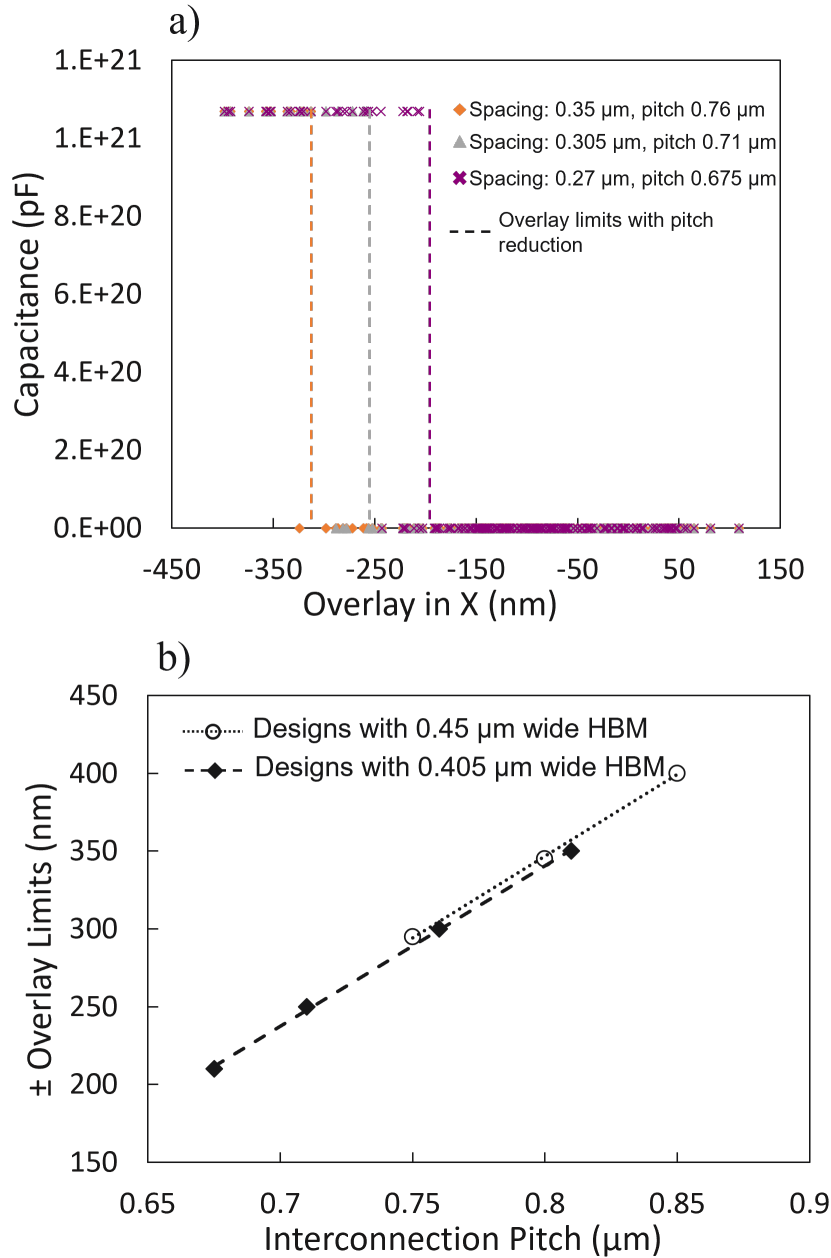 a)
1.E+21
1.E+21
8.E+20
6.E+20
4.E+20
2.E+20
0.E+00
Capacitance (pF)
Spacing: 0.35 µm, pitch 0.76 µm
Spacing: 0.305 µm, pitch 0.71 µm
Spacing: 0.27 µm, pitch 0.675 µm
Overlay limits with pitch
reduction
-450 -350 -250 -150 -50 50 150
Overlay in X (nm)
b)
450
400
350
300
250
200
150
± Overlay Limits (nm)
Designs with 0.45 µm wide HBM
Designs with 0.405 µm wide HBM
0.65 0.7 0.75 0.8 0.85 0.9
Interconnection Pitch (µm)